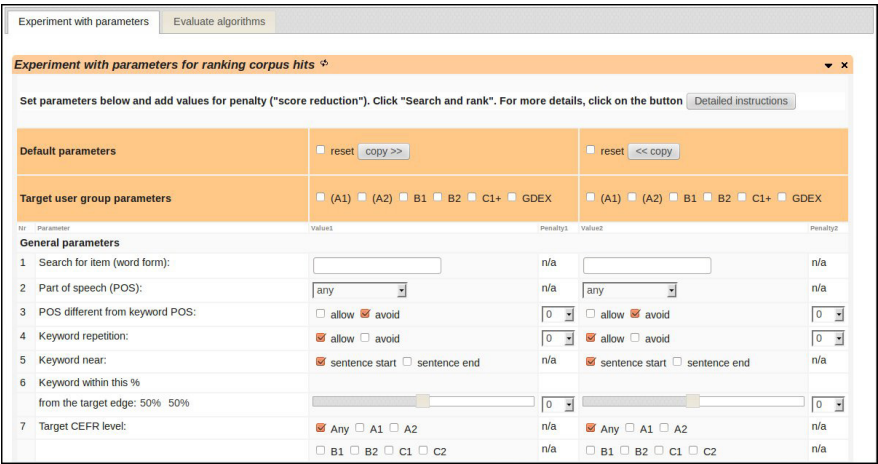 Experiment with parameters Evaluate algorithms
Experiment with parameters for ranking corpus hits
Set parameters below and add values for penalty ("score reduction"). Click "Search and rank". For more details, click on the button Detailed instructions
Default parameters reset copy >> reset << copy
Target user group parameters (A1) (A2) B1 B2 C1+ GDEX (A1) (A2) B1 B2 C1+ GDEX
Nr Parameter Value1 Penalty1 Value2 Penalty2
General parameters
1 Search for item (word form): n/a n/a
2 Part of speech (POS): any n/a any n/a
3 POS different from keyword POS: allow avoid 0 allow avoid 0
4 Keyword repetition: allow avoid 0 allow avoid 0
5 Keyword near: sentence start sentence end n/a sentence start sentence end n/a
6 Keyword within this %
from the target edge: 50% 50% 0 0
7 Target CEFR level: Any A1 A2 n/a Any A1 A2 n/a
B1 B2 C1 C2 n/a B1 B2 C1 C2 n/a